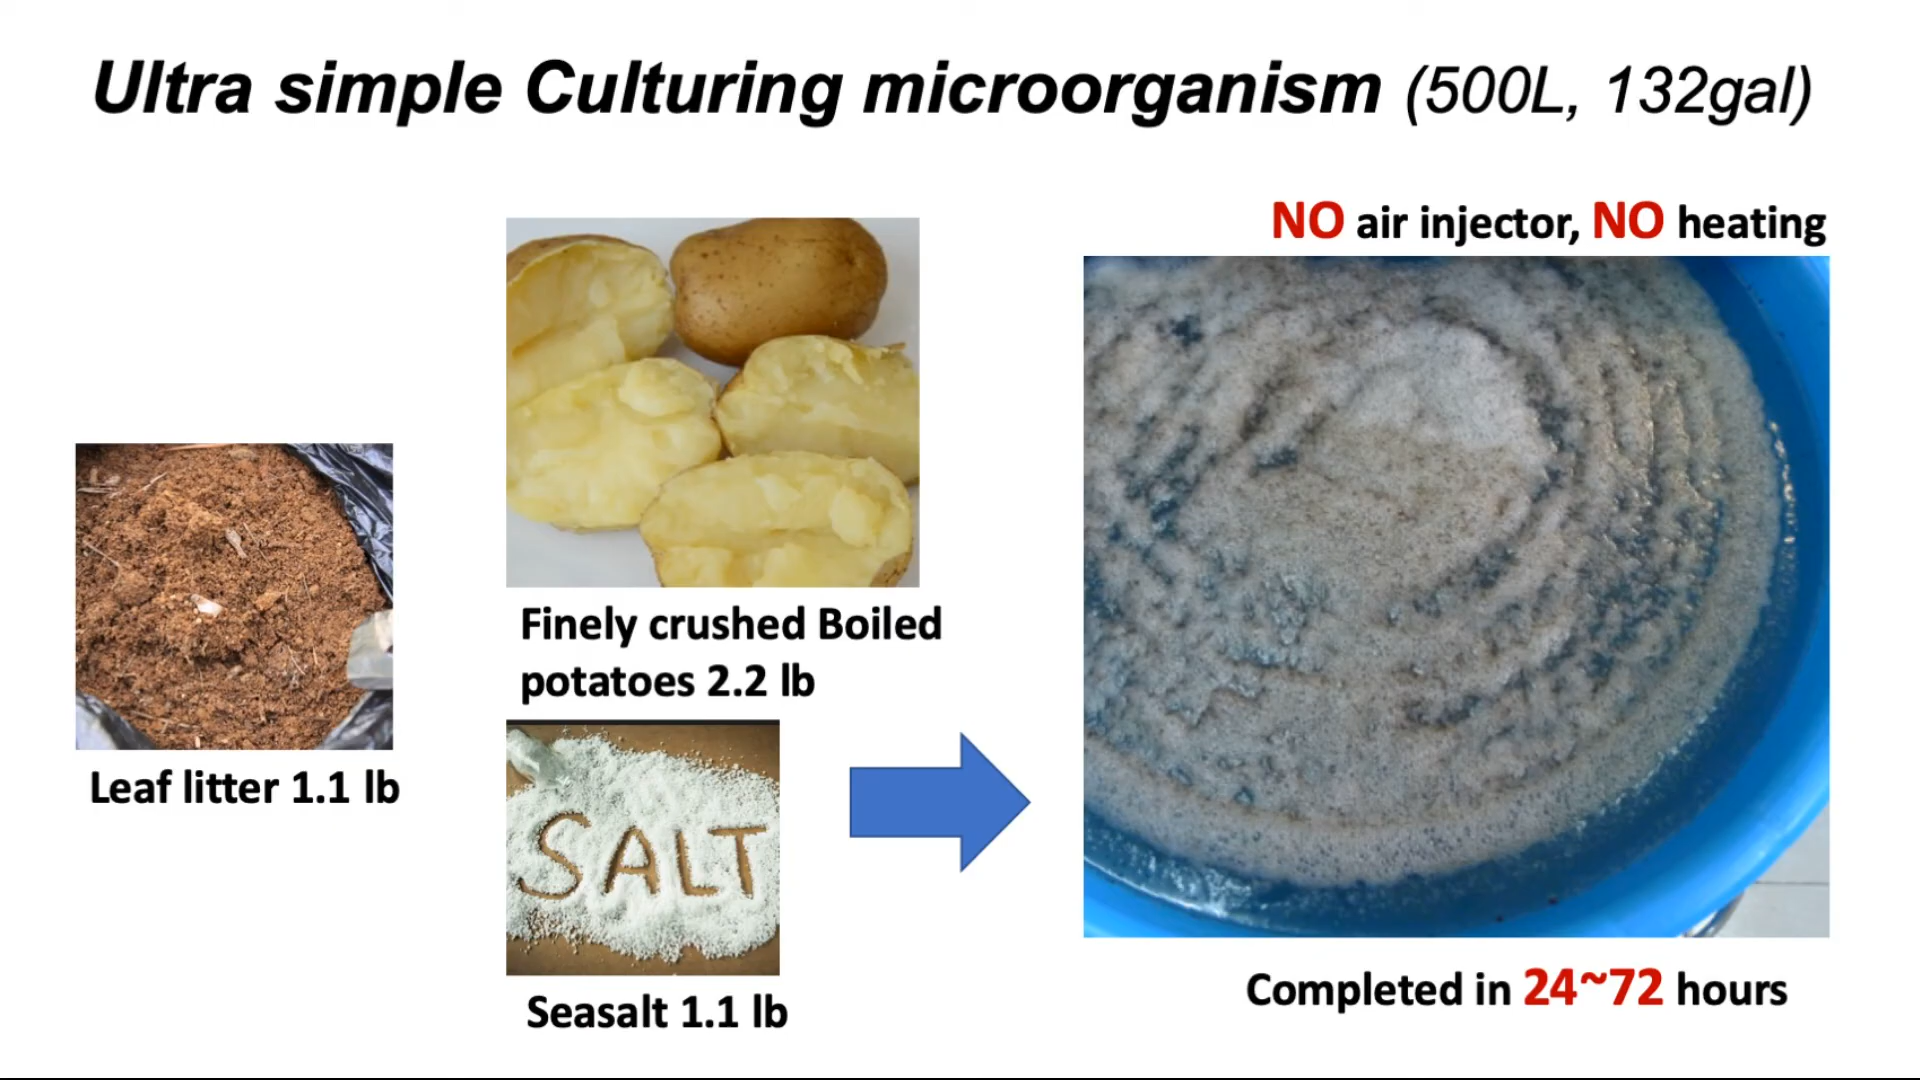 Ultra simple Culturing microorganism (500L, 132gal)
NO air injector, NO heating
Finely crushed Boiled
potatoes 2.2 lb
Leaf litter 1.1 lb
SALT
Seasalt 1.1 lb
Completed in 24~72 hours